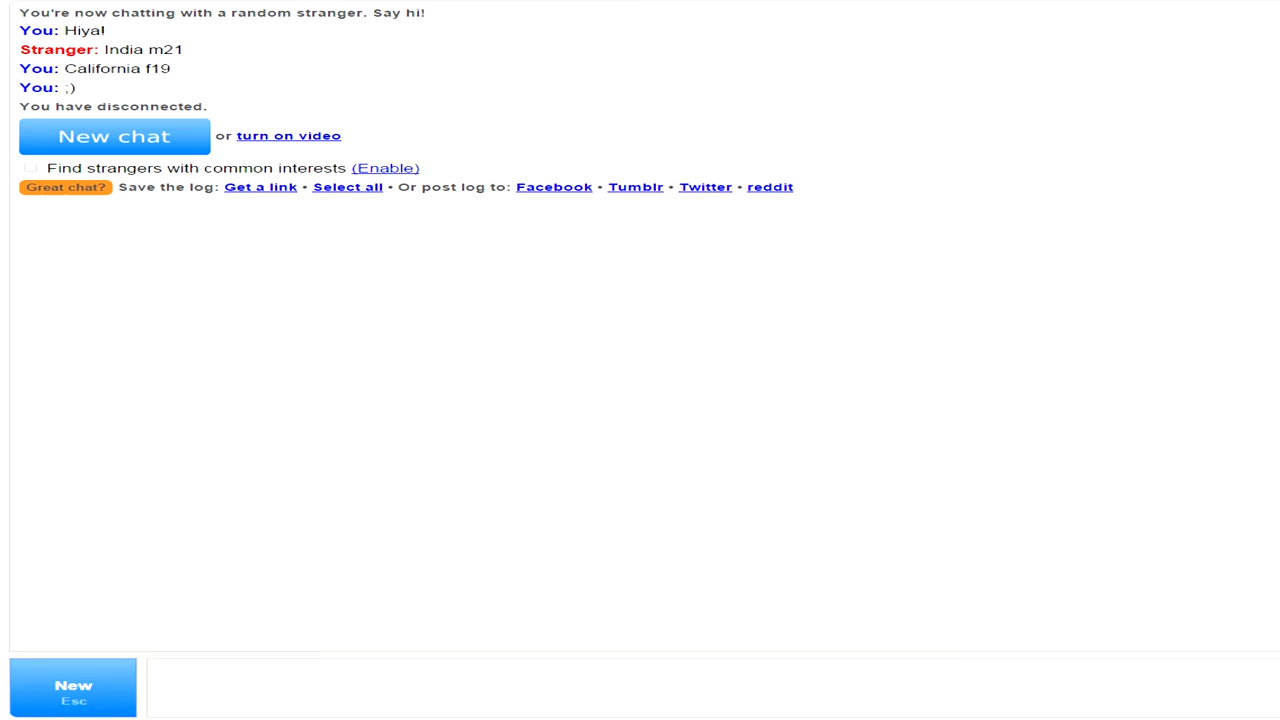 You're now chatting with a random stranger. Say hi!
You: Hiya!
Stranger: India m21
You: California f19
You: ;)
You have disconnected.
New chat or turn on video
Find strangers with common interests (Enable)
Great chat? Save the log: Get a link • Select all • Or post log to: Facebook • Tumblr • Twitter • reddit
New
Esc